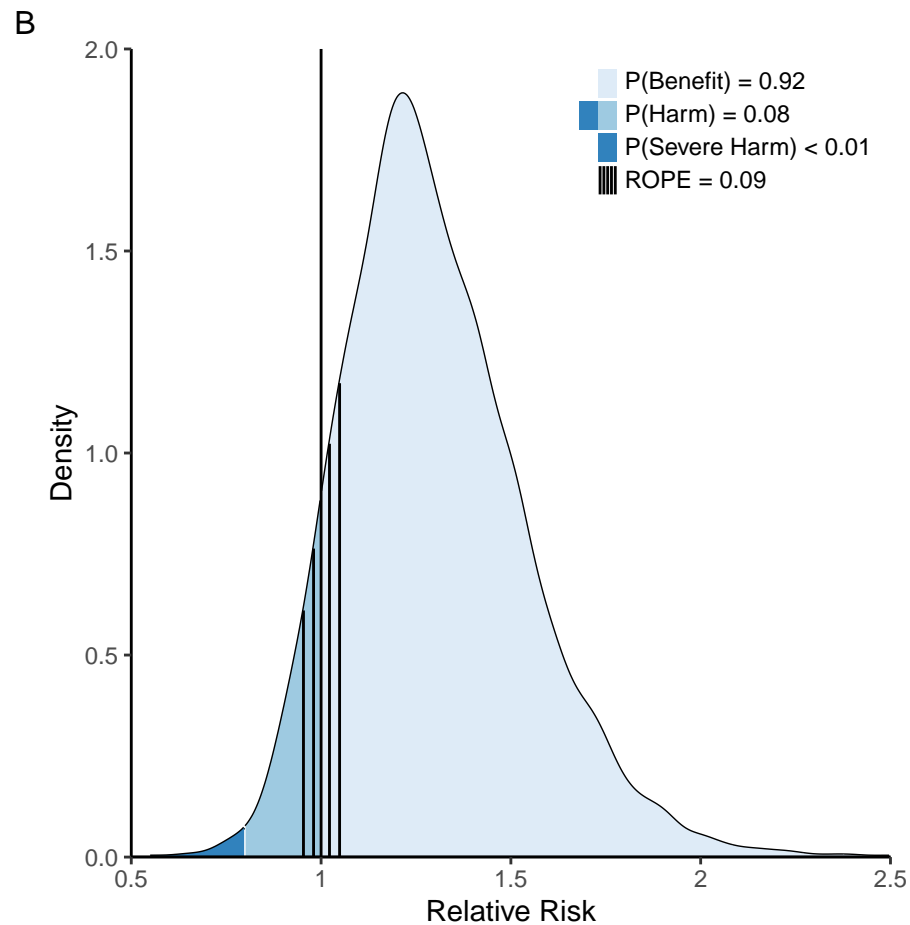 B
P(Benefit) = 0.92
P(Harm) = 0.08
P(Severe Harm) < 0.01
ROPE = 0.09
Density
2.0
1.5
1.0
0.5
0.0
0.5 1 1.5 2 2.5
Relative Risk